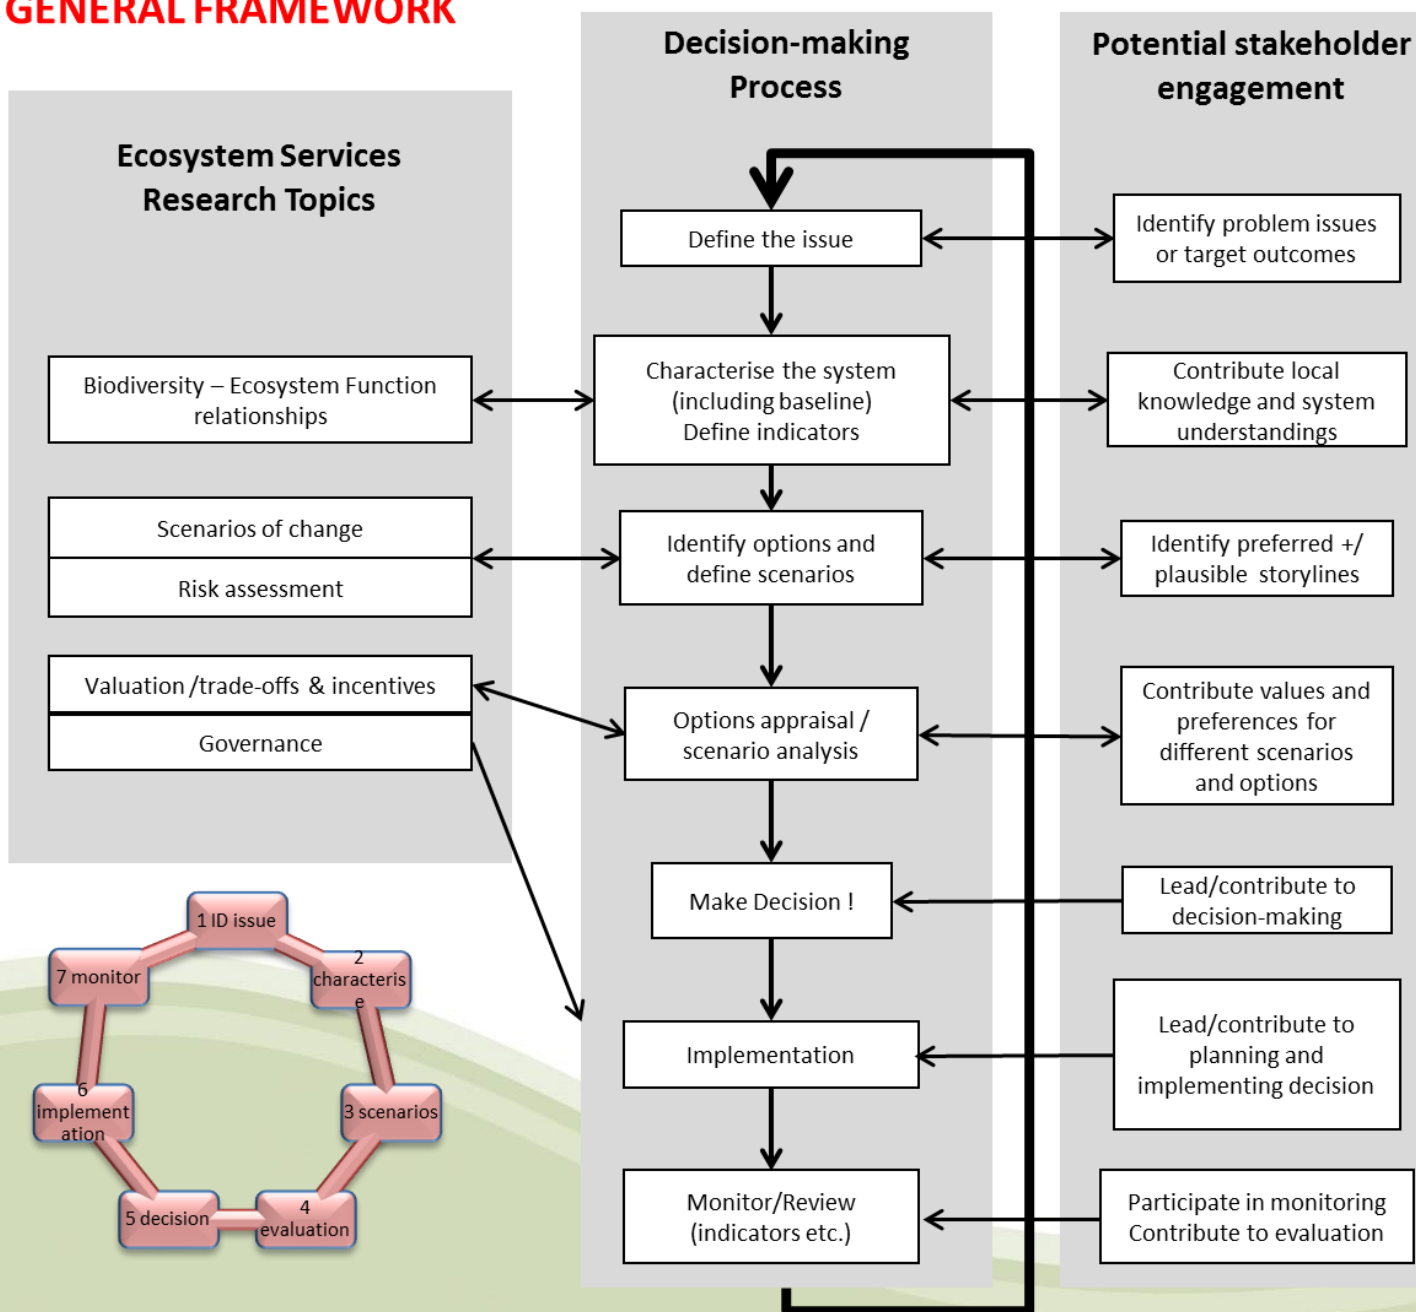 GENERAL FRAMEWORK
Ecosystem Services
Research Topics
Biodiversity – Ecosystem Function
relationships
Scenarios of change
Risk assessment
Valuation /trade-offs & incentives
Governance
Decision-making
Process
Define the issue
Characterise the system
(including baseline)
Define indicators
Identify options and
define scenarios
Options appraisal /
scenario analysis
Make Decision !
Implementation
Monitor/Review
(indicators etc.)
Potential stakeholder
engagement
Identify problem issues
or target outcomes
Contribute local
knowledge and system
understandings
Identify preferred +/
plausible storylines
Contribute values and
preferences for
different scenarios
and options
Lead/contribute to
decision-making
Lead/contribute to
planning and
implementing decision
Participate in monitoring
Contribute to evaluation
1 ID issue
2
characteris
e
3 scenarios
4
evaluation
5 decision
6
implement
ation
7 monitor